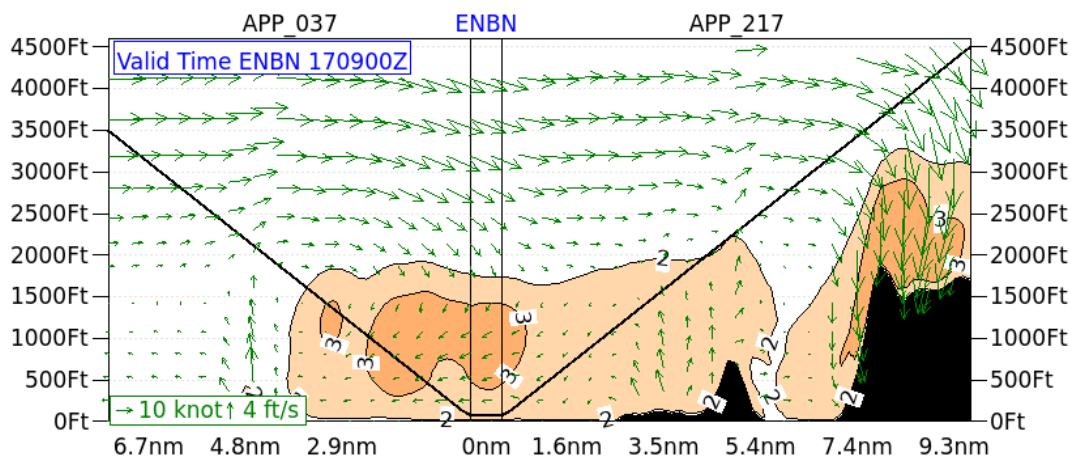 APP_037 ENBN APP_217
4500Ft 4500Ft
Valid Time ENBN 170900Z
4000Ft 4000Ft
3500Ft 3500Ft
3000Ft 3000Ft
2500Ft 3 2500Ft
2000Ft 2 3 2000Ft
1500Ft 3 1500Ft
1000Ft 3 3 2 1000Ft
500Ft 3 2 2 2 2 500Ft
→ 10 knot↑ 4 ft/s
0Ft 2 2 0Ft
6.7nm 4.8nm 2.9nm 0nm 1.6nm 3.5nm 5.4nm 7.4nm 9.3nm